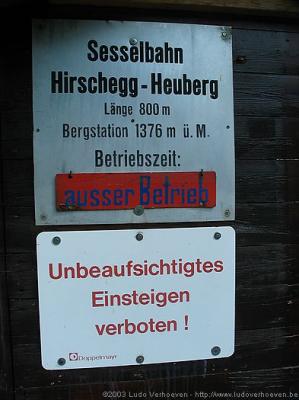 Sesselbahn
Hirschegg-Heuberg
Länge 800 m
Bergstation 1376 m ü. M.
Betriebszeit:
ausser Betrieb
Unbeaufsichtigtes
Einsteigen
verboten !
Doppelmayr
©2003 Ludo Verhoeven - http://www.ludoverhoeven.be